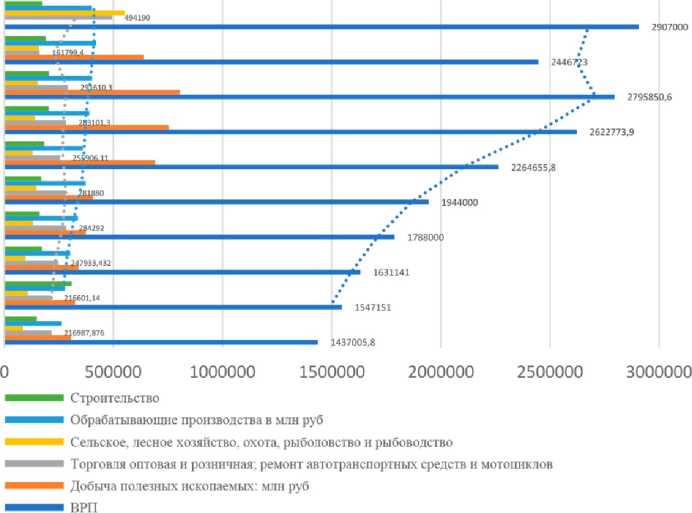 494190
2907000
161799,4
2446723
291610,3
2795850,6
283101,3
2622773,9
259906,11
2264655,8
281880
1944000
284292
1788000
247933,432
1631141
216601,14
1547151
216987,876
1437005,8
0 500000 1000000 1500000 2000000 2500000 3000000
Строительство
Обрабатывающие производства в млн руб
Сельское, лесное хозяйство, охота, рыболовство и рыбоводство
Торговля оптовая и розничная; ремонт автотранспортных средств и мотоциклов
Добыча полезных ископаемых: млн руб
ВРП